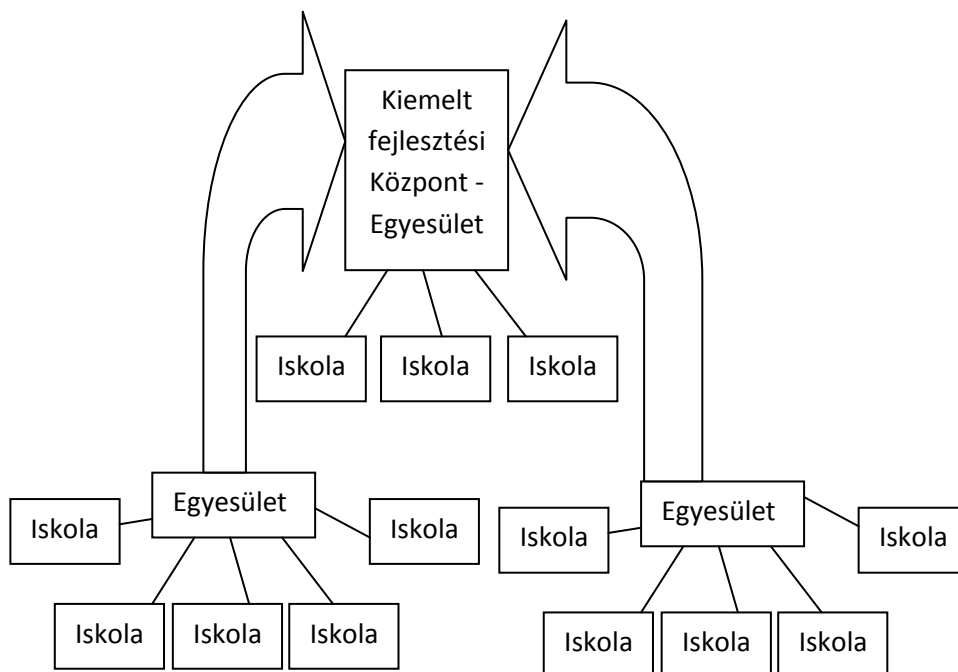 Kiemelt
fejlesztési
Központ -
Egyesület
Iskola
Iskola
Iskola
Egyesület
Iskola
Iskola
Iskola
Iskola
Iskola
Egyesület
Iskola
Iskola
Iskola
Iskola
Iskola